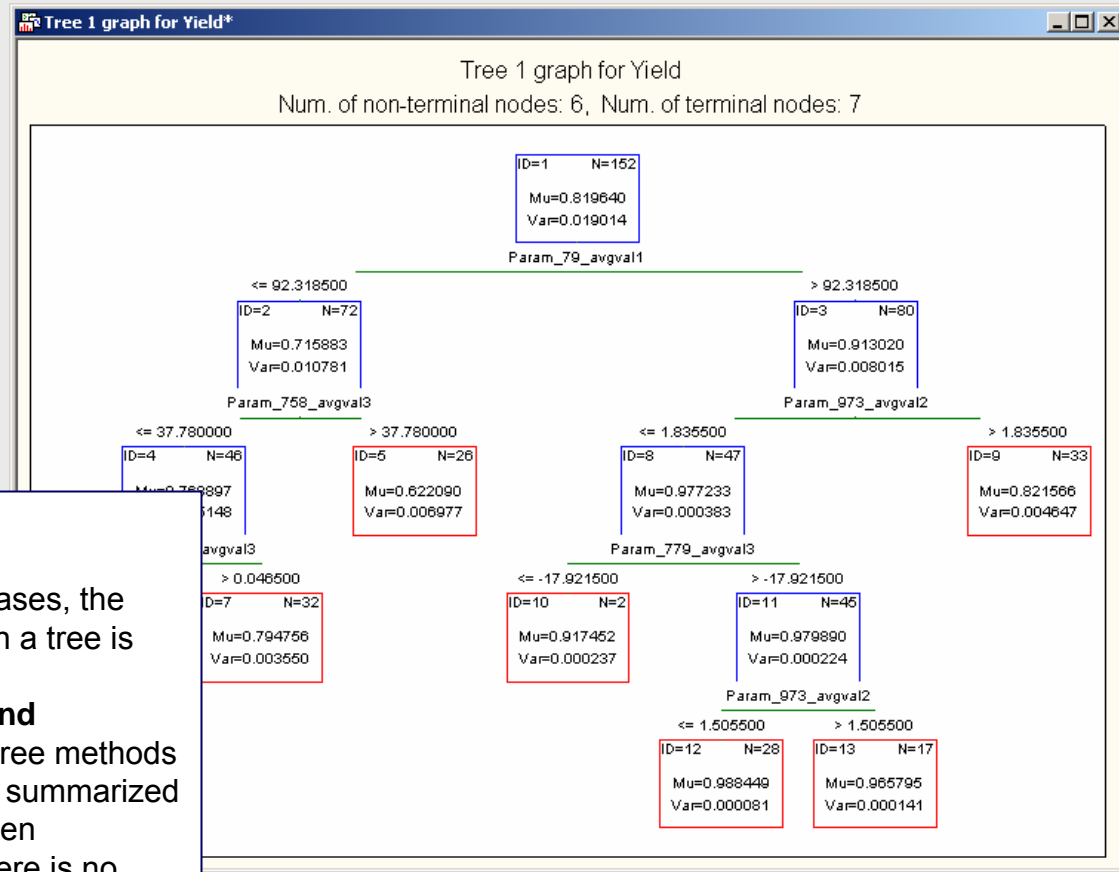 Tree 1 graph for Yield*
Tree 1 graph for Yield
Num. of non-terminal nodes: 6, Num. of terminal nodes: 7
ID=1 N=152
Mu=0.819640
Var=0.019014
Param_79_avgval1
<= 92.318500 > 92.318500
ID=2 N=72
Mu=0.715883
Var=0.010781
ID=3 N=80
Mu=0.913020
Var=0.008015
Param_758_avgval3
Param_973_avgval2
<= 37.780000 > 37.780000
<= 1.835500 > 1.835500
ID=4 N=46
8897
5148
ID=5 N=26
Mu=0.622090
Var=0.006977
ID=8 N=47
Mu=0.977233
Var=0.000383
ID=9 N=33
Mu=0.821566
Var=0.004647
avgval3
Param_779_avgval3
> 0.046500
<= -17.921500 > -17.921500
ID=7 N=32
Mu=0.794756
Var=0.003550
ID=10 N=2
Mu=0.917452
Var=0.000237
ID=11 N=45
Mu=0.979890
Var=0.000224
Param_973_avgval2
<= 1.505500 > 1.505500
ID=12 N=28
Mu=0.988449
Var=0.000081
ID=13 N=17
Mu=0.965795
Var=0.000141
ases, the
n a tree is
nd
ree methods
summarized
en
ere is no